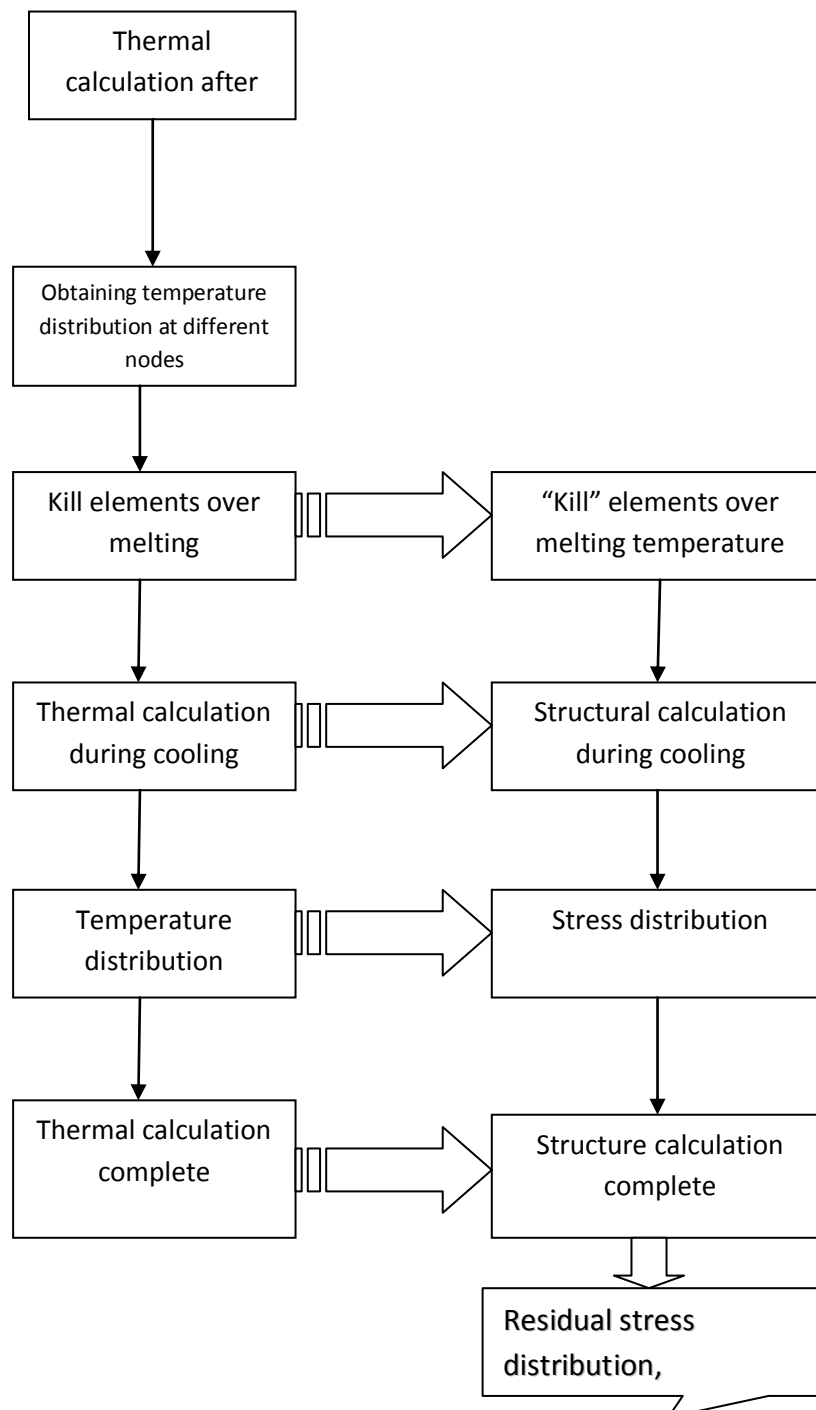 Thermal
calculation after
Obtaining temperature
distribution at different
nodes
Kill elements over
melting
“Kill” elements over
melting temperature
Thermal calculation
during cooling
Structural calculation
during cooling
Temperature
distribution
Stress distribution
Thermal calculation
complete
Structure calculation
complete
Residual stress
distribution,